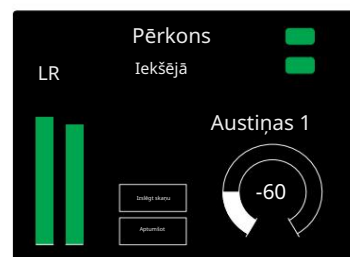 Pērkons
Iekšējā
LR
Austiņas 1
-60
Izslēgt skaņu
Aptumšot